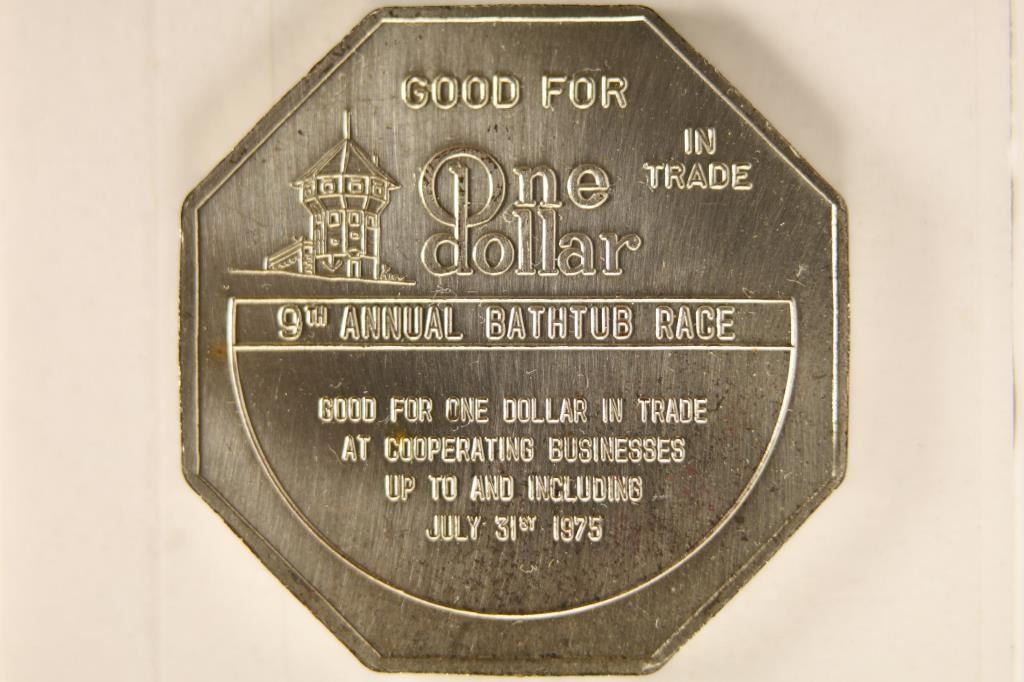 GOOD FOR
IN
TRADE
One
dollar
9TH ANNUAL BATHTUB RACE
GOOD FOR ONE DOLLAR IN TRADE
AT COOPERATING BUSINESSES
UP TO AND INCLUDING
JULY 31ST 1975